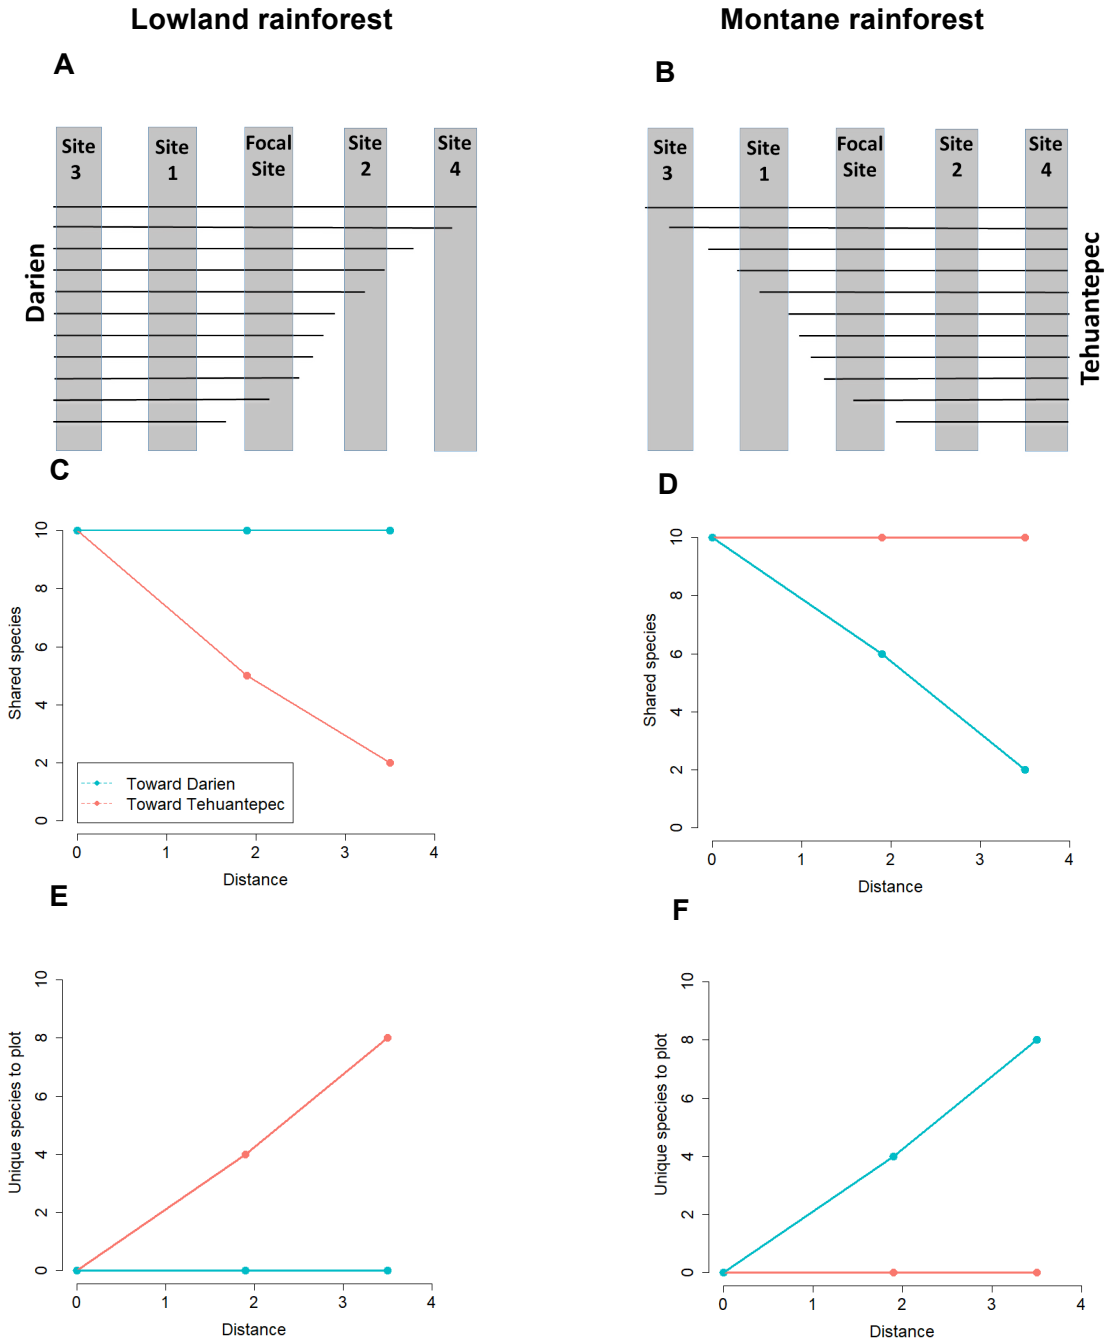 Lowland rainforest
Montane rainforest
A
B
Site
3
Site
1
Focal
Site
Site
2
Site
4
Site
3
Site
1
Focal
Site
Site
2
Site
4
Darien
Tehuantepec
C
D
Shared species
10
8
6
4
2
0
Toward Darien
Toward Tehuantepec
0 1 2 3 4
Distance
Shared species
10
8
6
4
2
0
0 1 2 3 4
Distance
E
F
Unique species to plot
10
8
6
4
2
0
0 1 2 3 4
Distance
Unique species to plot
10
8
6
4
2
0
0 1 2 3 4
Distance